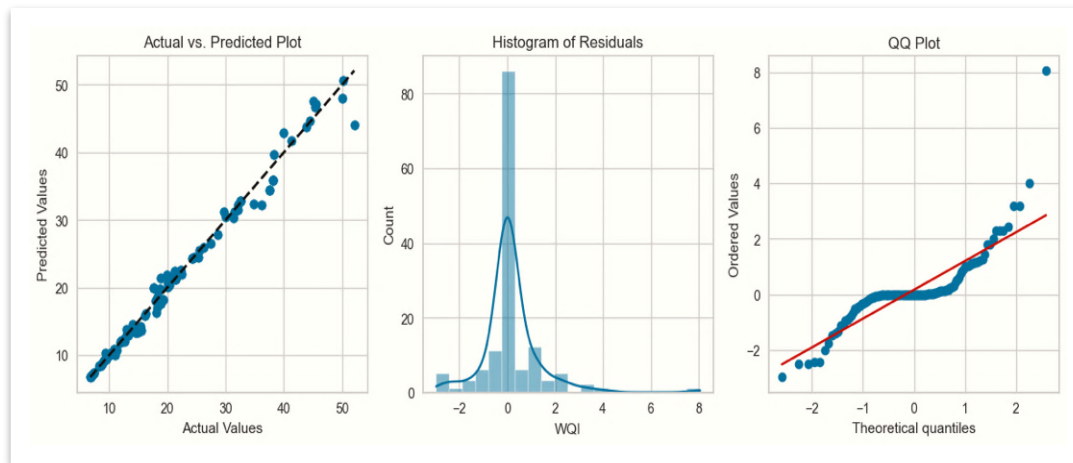 Actual vs. Predicted Plot
50
40
30
20
10
10 20 30 40 50
Predicted Values
Actual Values
Histogram of Residuals
80
60
40
20
0
−2 0 2 4 6 8
Count
WQI
QQ Plot
8
6
4
2
0
−2
−2 −1 0 1 2
Ordered Values
Theoretical quantiles